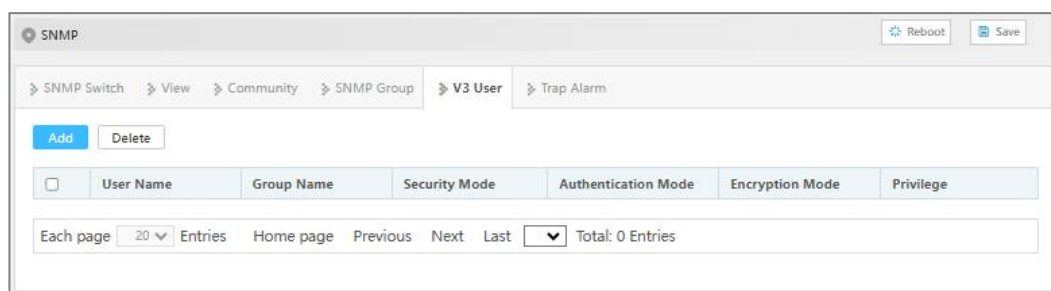 SNMP Reboot Save
SNMP Switch View Community SNMP Group V3 User Trap Alarm
Add Delete
User Name Group Name Security Mode Authentication Mode Encryption Mode Privilege
Each page 20 Entries Home page Previous Next Last Total: 0 Entries